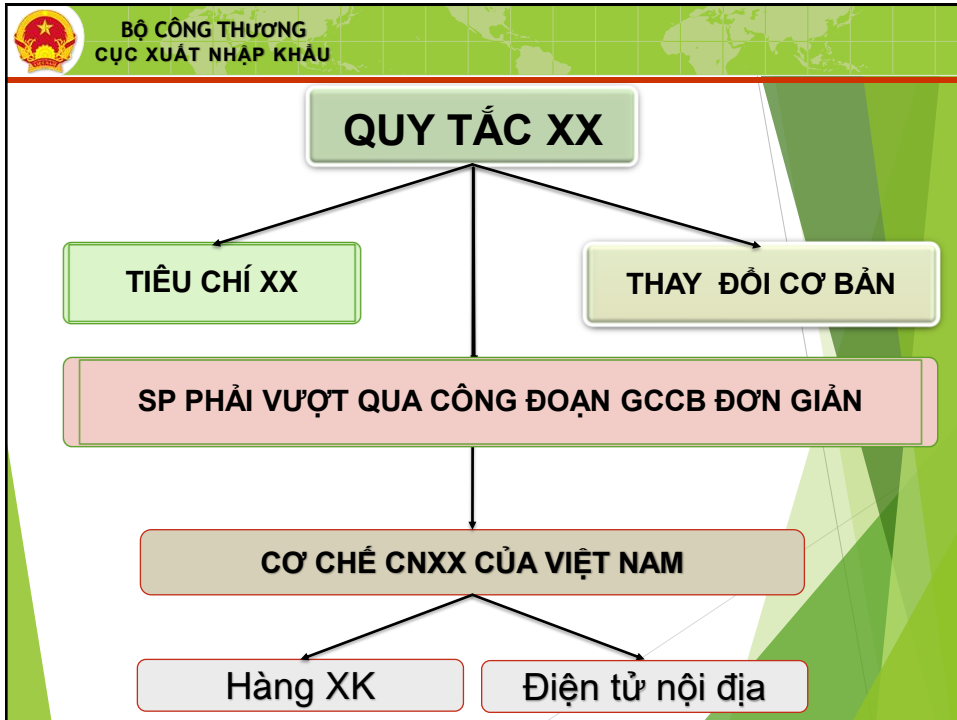 BỘ CÔNG THƯƠNG
CỤC XUẤT NHẬP KHẨU
QUY TẮC XX
TIÊU CHÍ XX
THAY ĐỔI CƠ BẢN
SP PHẢI VƯỢT QUA CÔNG ĐOẠN GCCB ĐƠN GIẢN
CƠ CHẾ CNXX CỦA VIỆT NAM
Hàng XK
Điện tử nội địa